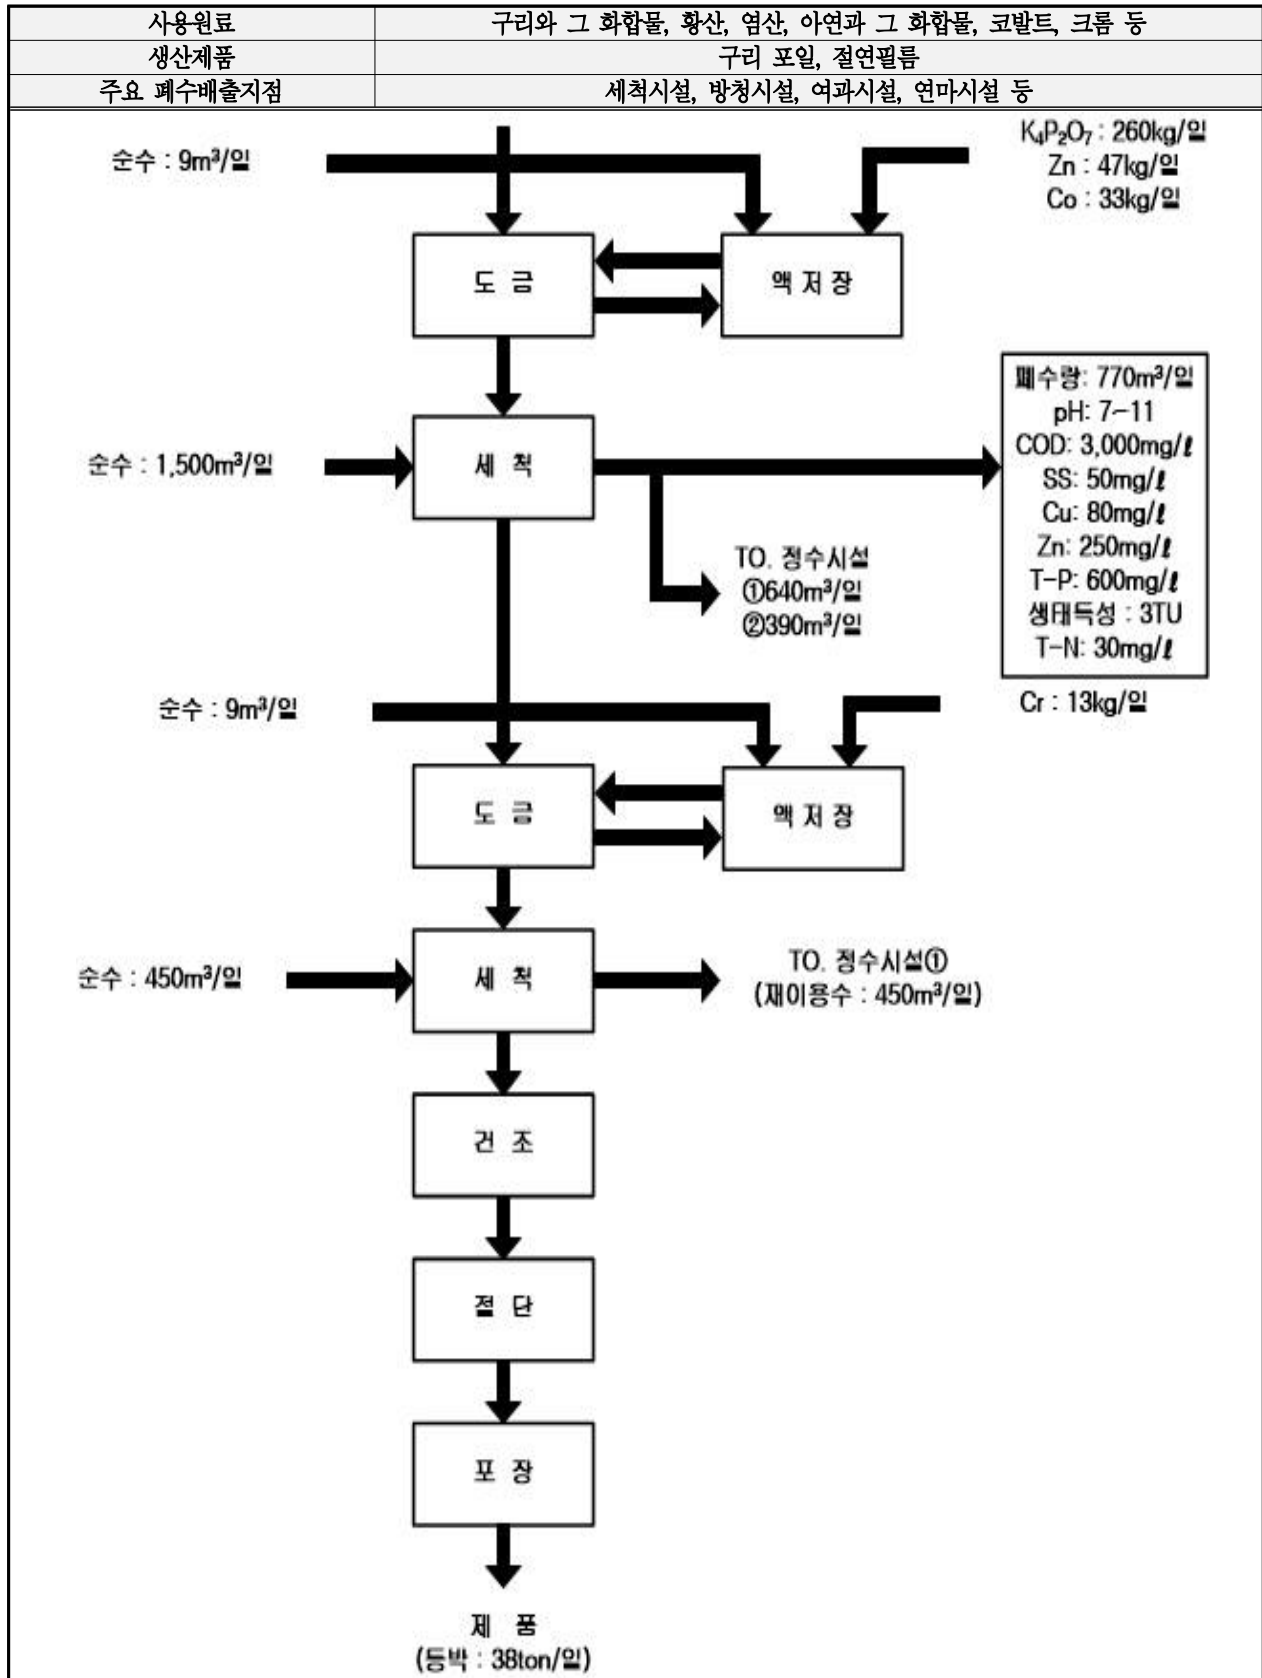 사용원료 구리와 그 화합물, 황산, 염산, 아연과 그 화합물, 코발트, 크롬 등
생산제품 구리 포일, 절연필름
주요 폐수배출지점 세척시설, 방청시설, 여과시설, 연마시설 등
순수 : 9m³/일
K₄P₂O₇ : 260kg/일
Zn : 47kg/일
Co : 33kg/일
도 금
액 저 장
폐수량: 770m³/일
pH: 7-11
COD: 3,000mg/ℓ
SS: 50mg/ℓ
Cu: 80mg/ℓ
Zn: 250mg/ℓ
T-P: 600mg/ℓ
생태독성 : 3TU
T-N: 30mg/ℓ
순수 : 1,500m³/일
세 척
TO. 정수시설
①640m³/일
②390m³/일
순수 : 9m³/일
Cr : 13kg/일
도 금
액 저 장
순수 : 450m³/일
세 척
TO. 정수시설①
(재이용수 : 450m³/일)
건 조
절 단
포 장
제 품
(동박 : 38ton/일)